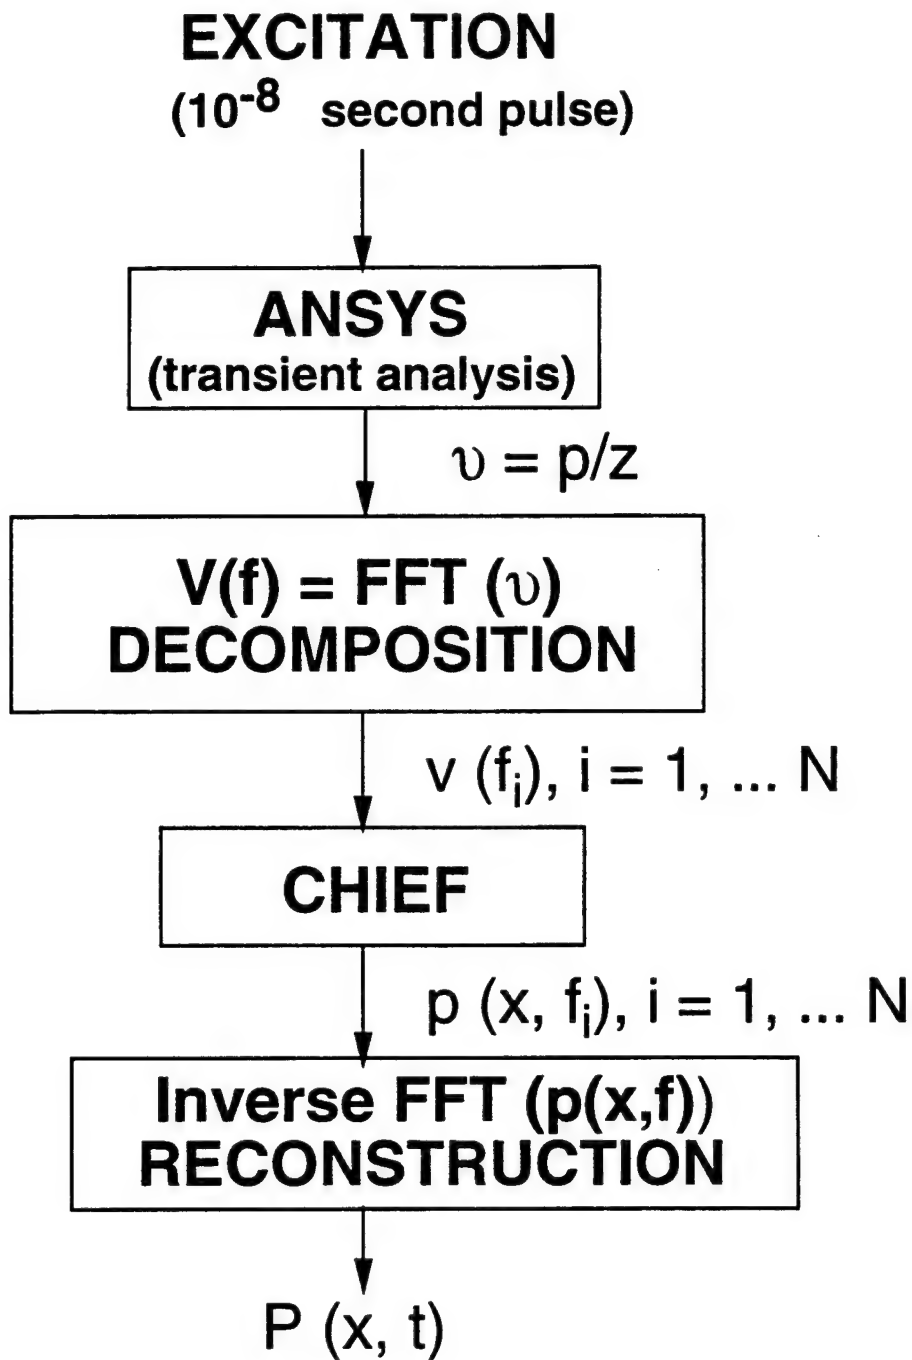 EXCITATION
(10⁻⁸ second pulse)
ANSYS
(transient analysis)
υ = p/z
V(f) = FFT (υ)
DECOMPOSITION
v (fᵢ), i = 1, ... N
CHIEF
p (x, fᵢ), i = 1, ... N
Inverse FFT (p(x,f))
RECONSTRUCTION
P (x, t)